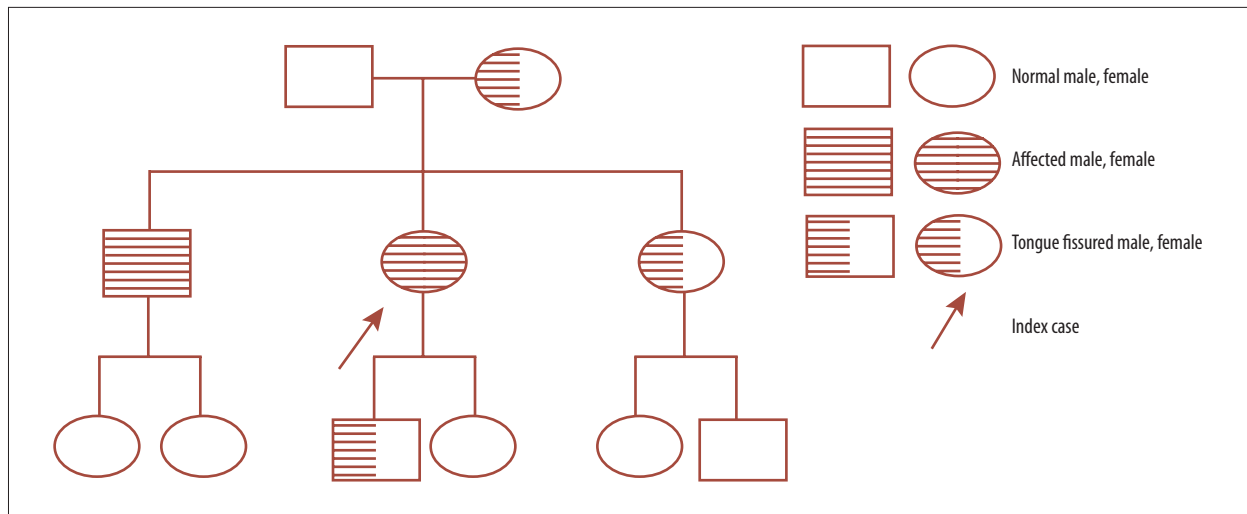 Normal male, female
Affected male, female
Tongue fissured male, female
Index case